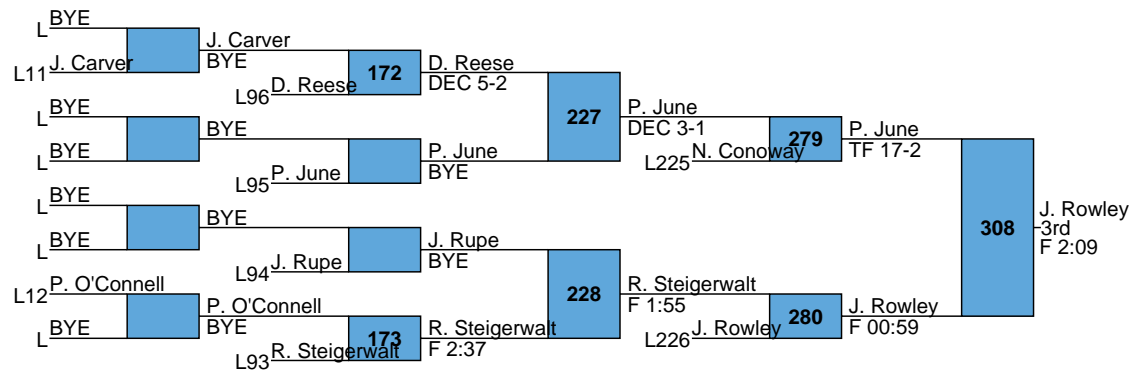 L BYE
L11 J. Carver
J. Carver
BYE
L96 D. Reese
172
D. Reese
DEC 5-2
L BYE
L BYE
BYE
L95 P. June
P. June
BYE
227
P. June
DEC 3-1
L225 N. Conoway
279
P. June
TF 17-2
L BYE
L BYE
BYE
L94 J. Rupe
J. Rupe
BYE
L12 P. O'Connell
L BYE
P. O'Connell
BYE
L93 R. Steigerwalt
173
R. Steigerwalt
F 2:37
228
R. Steigerwalt
F 1:55
L226 J. Rowley
280
J. Rowley
F 00:59
308
J. Rowley
3rd
F 2:09